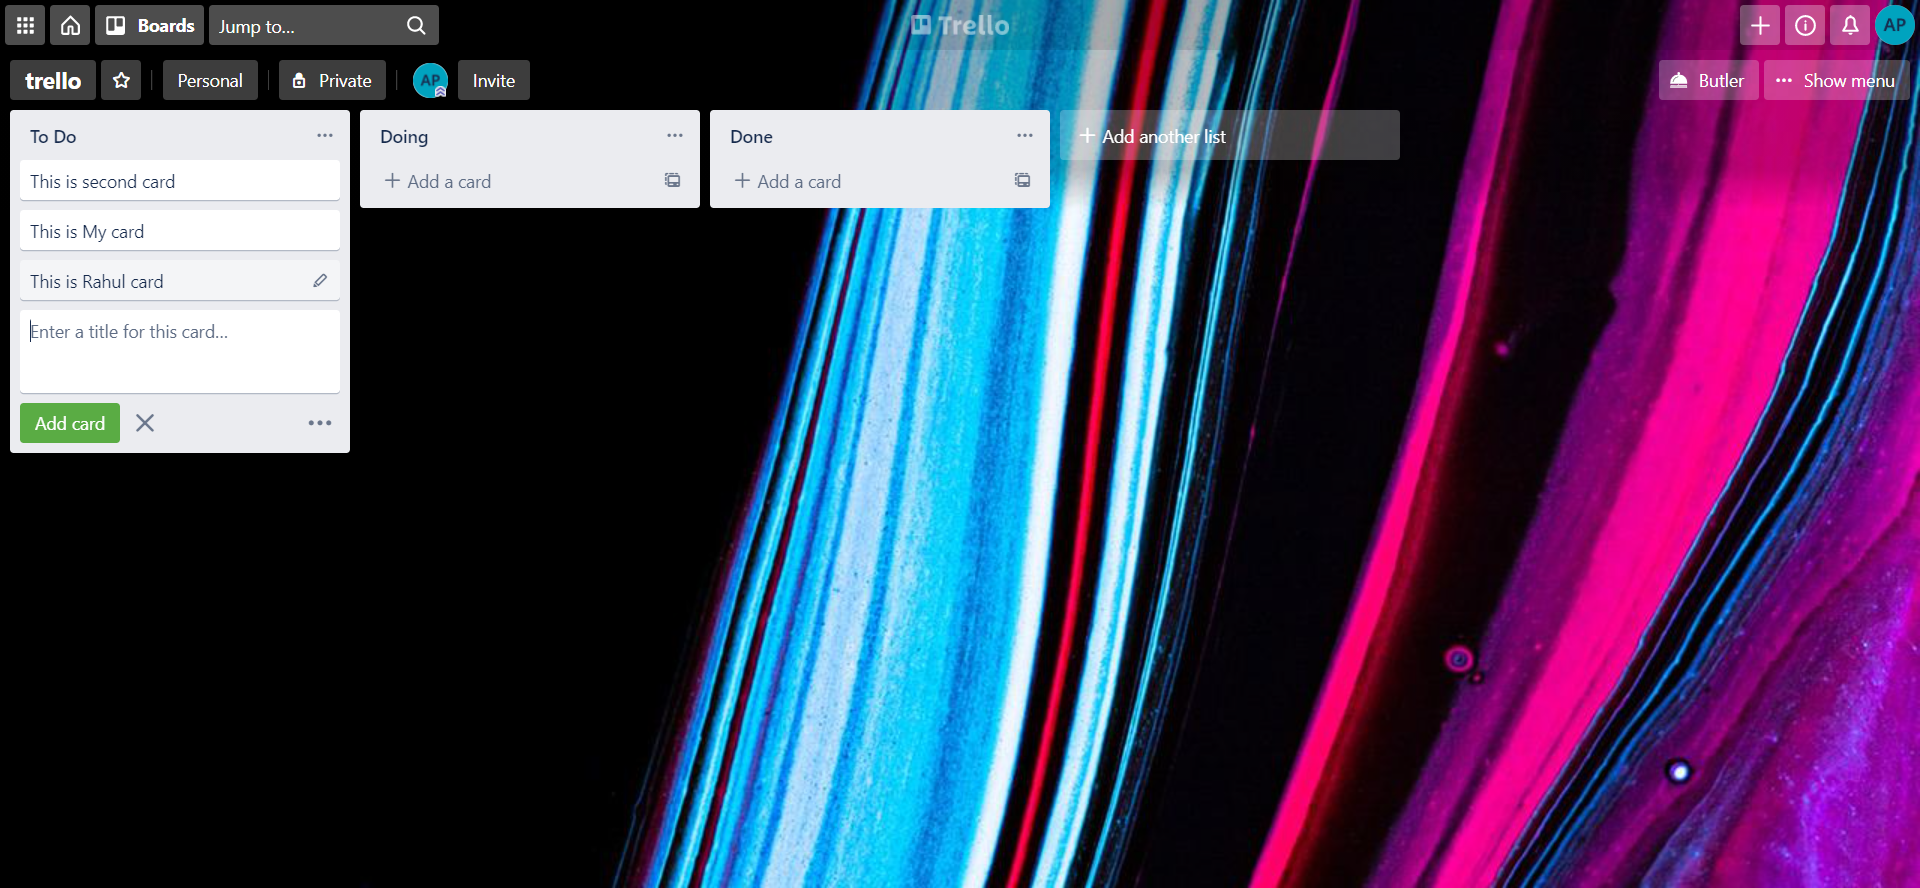 Boards
Jump to...
Trello
AP
trello
Personal
Private
AP
Invite
Butler
Show menu
To Do
This is second card
This is My card
This is Rahul card
Enter a title for this card...
Add card
Doing
Add a card
Done
Add a card
Add another list